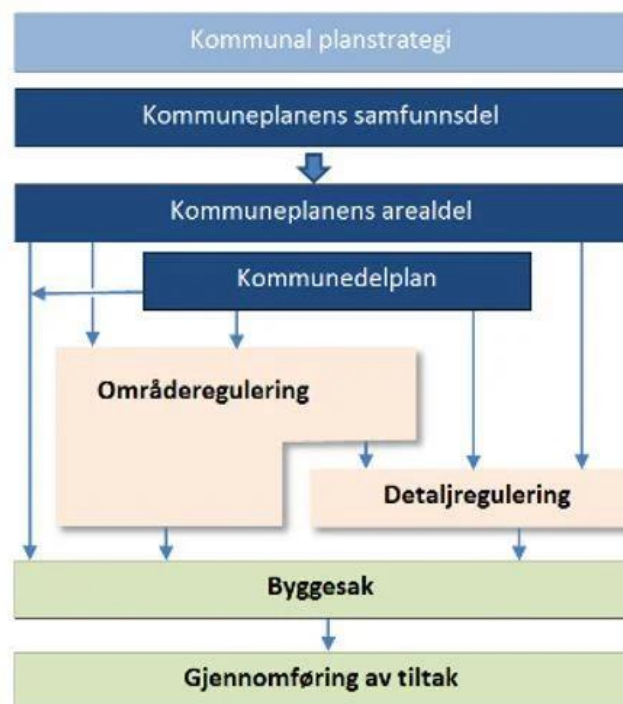 Kommunal planstrategi
Kommuneplanens samfunnsdel
Kommuneplanens arealdel
Kommunedelplan
Områderegulering
Detaljregulering
Byggesak
Gjennomføring av tiltak